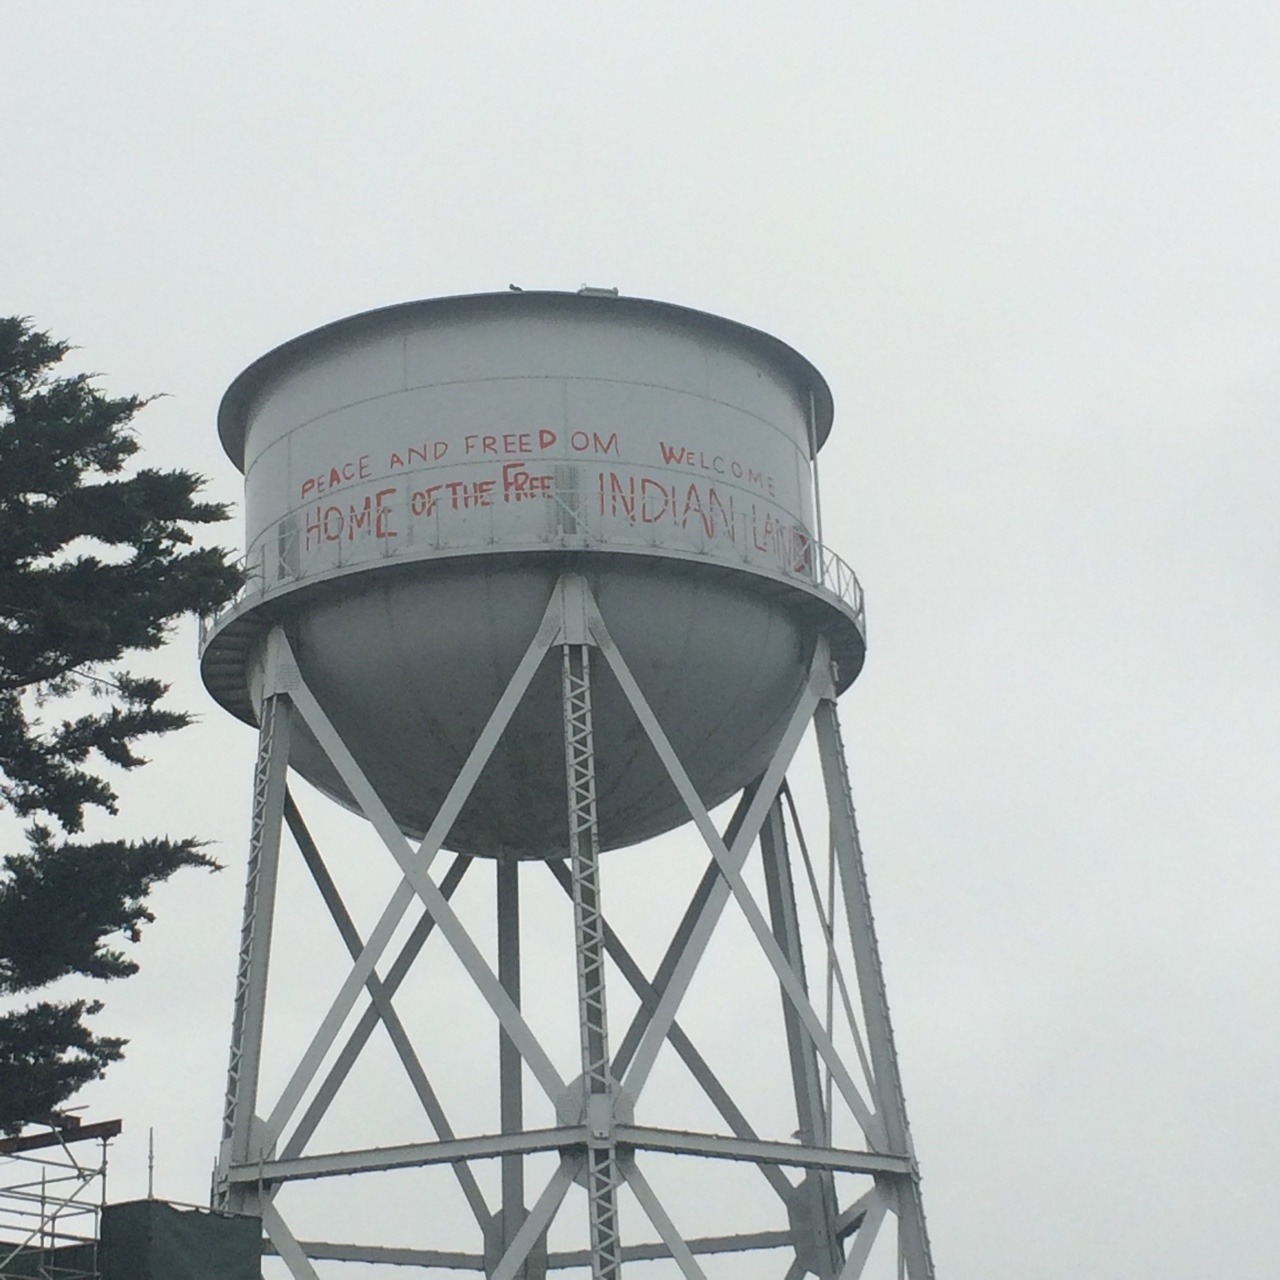 PEACE AND FREEDOM WELCOME
HOME OF THE FREE INDIAN LAND